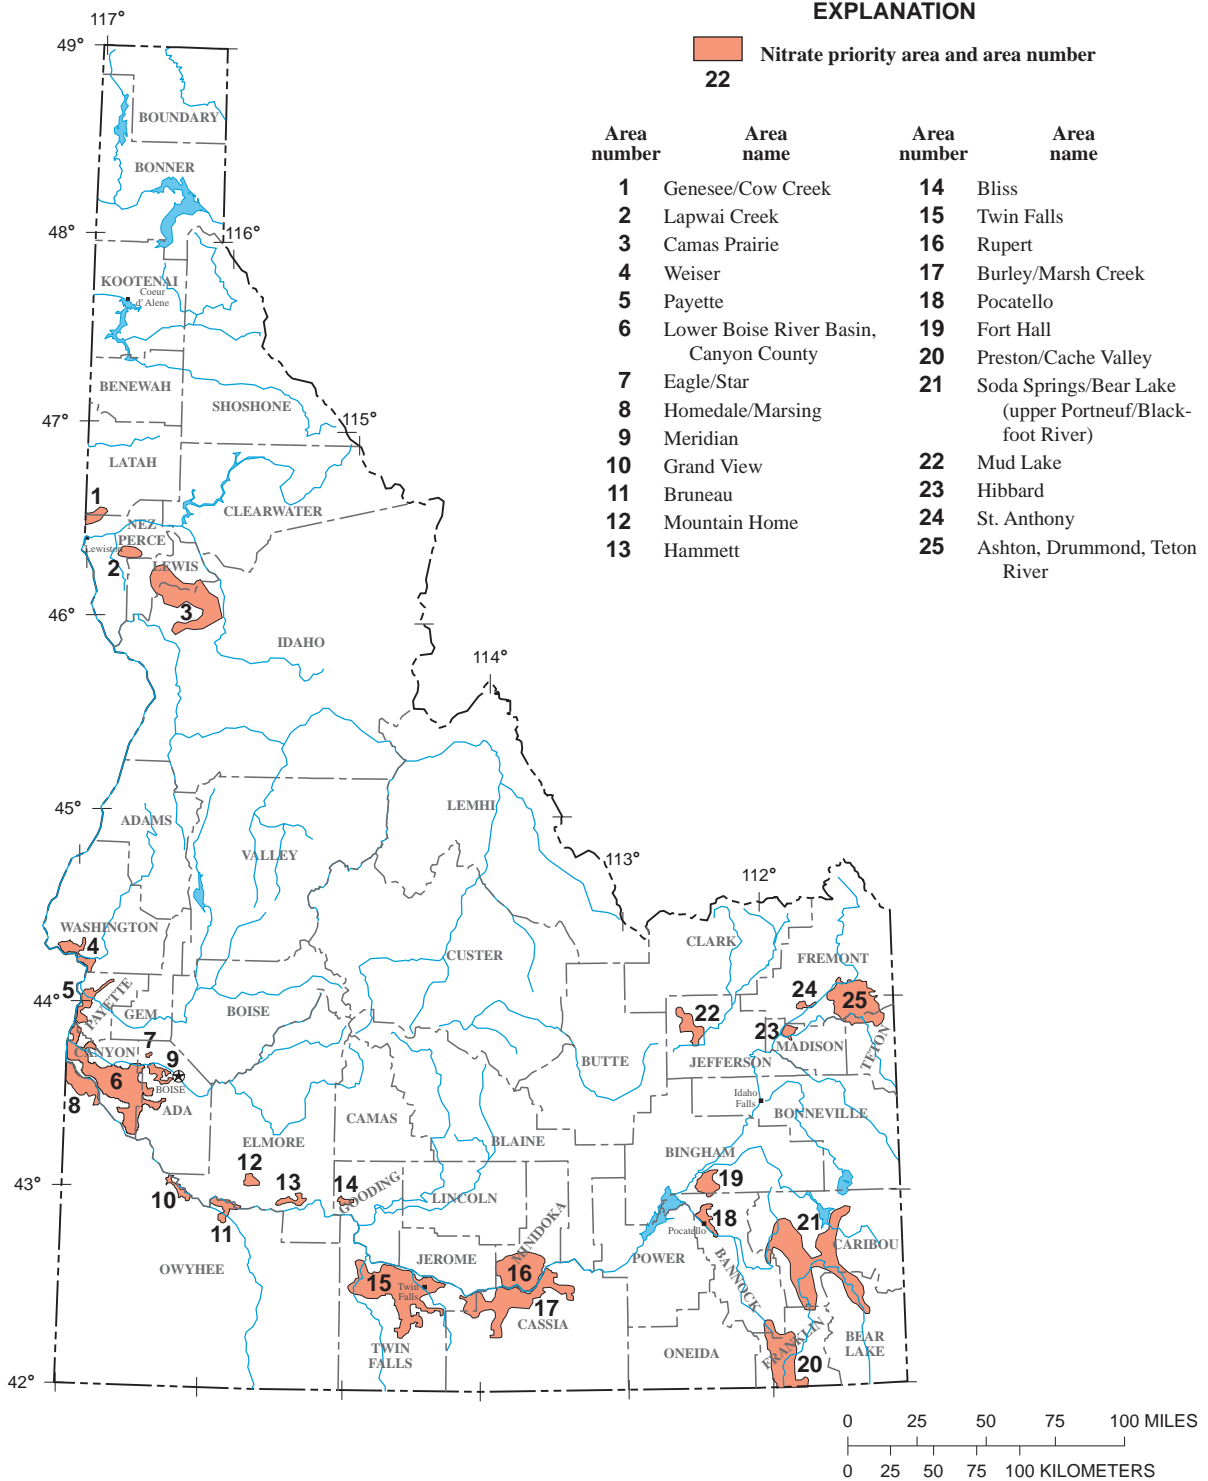 EXPLANATION
Nitrate priority area and area number
22
Area number
Area name
Area number
Area name
1 Genesee/Cow Creek
2 Lapwai Creek
3 Camas Prairie
4 Weiser
5 Payette
6 Lower Boise River Basin,
Canyon County
7 Eagle/Star
8 Homedale/Marsing
9 Meridian
10 Grand View
11 Bruneau
12 Mountain Home
13 Hammett
14 Bliss
15 Twin Falls
16 Rupert
17 Burley/Marsh Creek
18 Pocatello
19 Fort Hall
20 Preston/Cache Valley
21 Soda Springs/Bear Lake
(upper Portneuf/Black-
foot River)
22 Mud Lake
23 Hibbard
24 St. Anthony
25 Ashton, Drummond, Teton
River
117°
49°
BOUNDARY
BONNER
48°
116°
KOOTENAI
Coeur
d'Alene
BENEWAH
SHOSHONE
47°
115°
LATAH
1
CLEARWATER
NEZ
PERCE
Lewiston
2
LEWIS
3
46°
IDAHO
114°
45°
ADAMS
LEMHI
VALLEY
113°
112°
WASHINGTON
4
CLARK
CUSTER
FREMONT
5
44°
PAYETTE
GEM
BOISE
24
25
22
23
7
CANYON
9
MADISON
BUTTE
JEFFERSON
TETON
6
BOISE
8
ADA
Idaho
Falls
BONNEVILLE
CAMAS
ELMORE
BLAINE
BINGHAM
12
43°
10
13
14
GOODING
LINCOLN
19
11
MINIDOKA
18
Pocatello
21
CARIBOU
OWYHEE
JEROME
POWER
BANNOCK
15
Twin
Falls
16
17
CASSIA
TWIN
FALLS
ONEIDA
FRANKLIN
BEAR
LAKE
20
42°
0 25 50 75 100 MILES
0 25 50 75 100 KILOMETERS